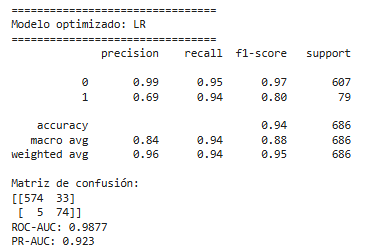 ================================
Modelo optimizado: LR
================================
precision recall f1-score support
0 0.99 0.95 0.97 607
1 0.69 0.94 0.80 79
accuracy 0.94 686
macro avg 0.84 0.94 0.88 686
weighted avg 0.96 0.94 0.95 686
Matriz de confusión:
[[574 33]
[ 5 74]]
ROC-AUC: 0.9877
PR-AUC: 0.923